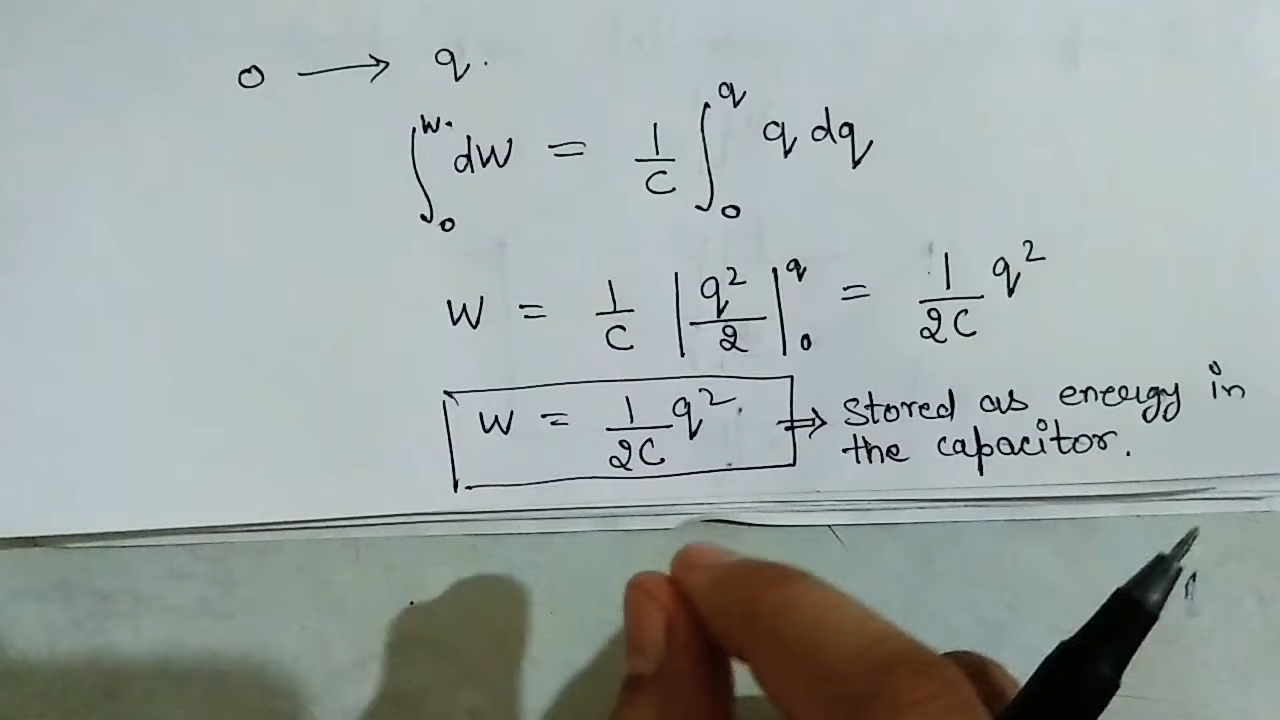 0 ⟶ q.
∫₀ᵂ· dW = 1/C ∫₀^q q dq
W = 1/C |q²/2|₀^q = 1/2C q²
W = 1/2C q². ⇒ stored as energy in
the capacitor.